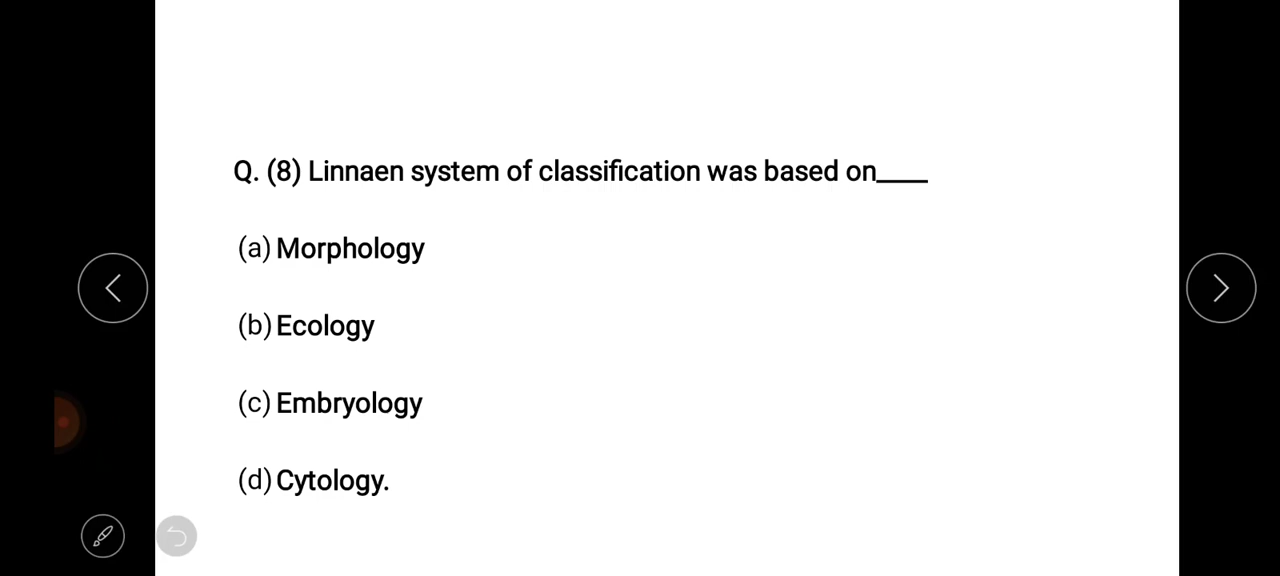 Q. (8) Linnaen system of classification was based on____
(a) Morphology
(b) Ecology
(c) Embryology
(d) Cytology.